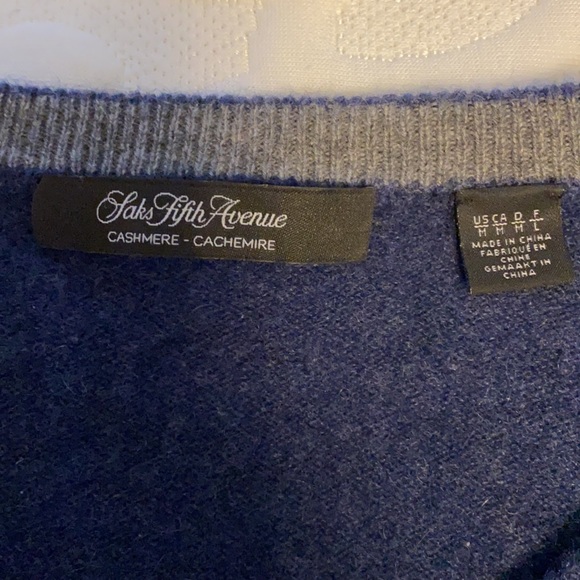 Saks Fifth Avenue
CASHMERE - CACHEMIRE
US CA D F
M M M L
MADE IN CHINA
FABRIQUÉ EN
CHINE
GEMAAKT IN
CHINA